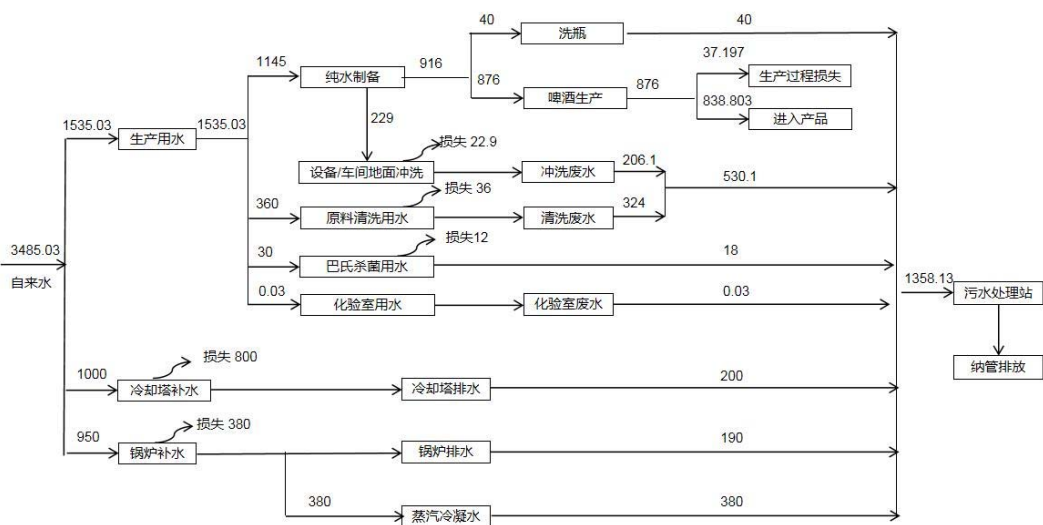 40
40
洗瓶
37.197
1145
纯水制备
916
生产过程损失
876
啤酒生产
876
838.803
进入产品
1535.03
生产用水
1535.03
229
损失 22.9
设备/车间地面冲洗
冲洗废水
206.1
530.1
损失 36
360
原料清洗用水
清洗废水
324
损失12
3485.03
自来水
30
巴氏杀菌用水
18
0.03
化验室用水
化验室废水
0.03
1358.13
污水处理站
纳管排放
损失 800
1000
冷却塔补水
冷却塔排水
200
损失 380
950
锅炉补水
锅炉排水
190
380
蒸汽冷凝水
380